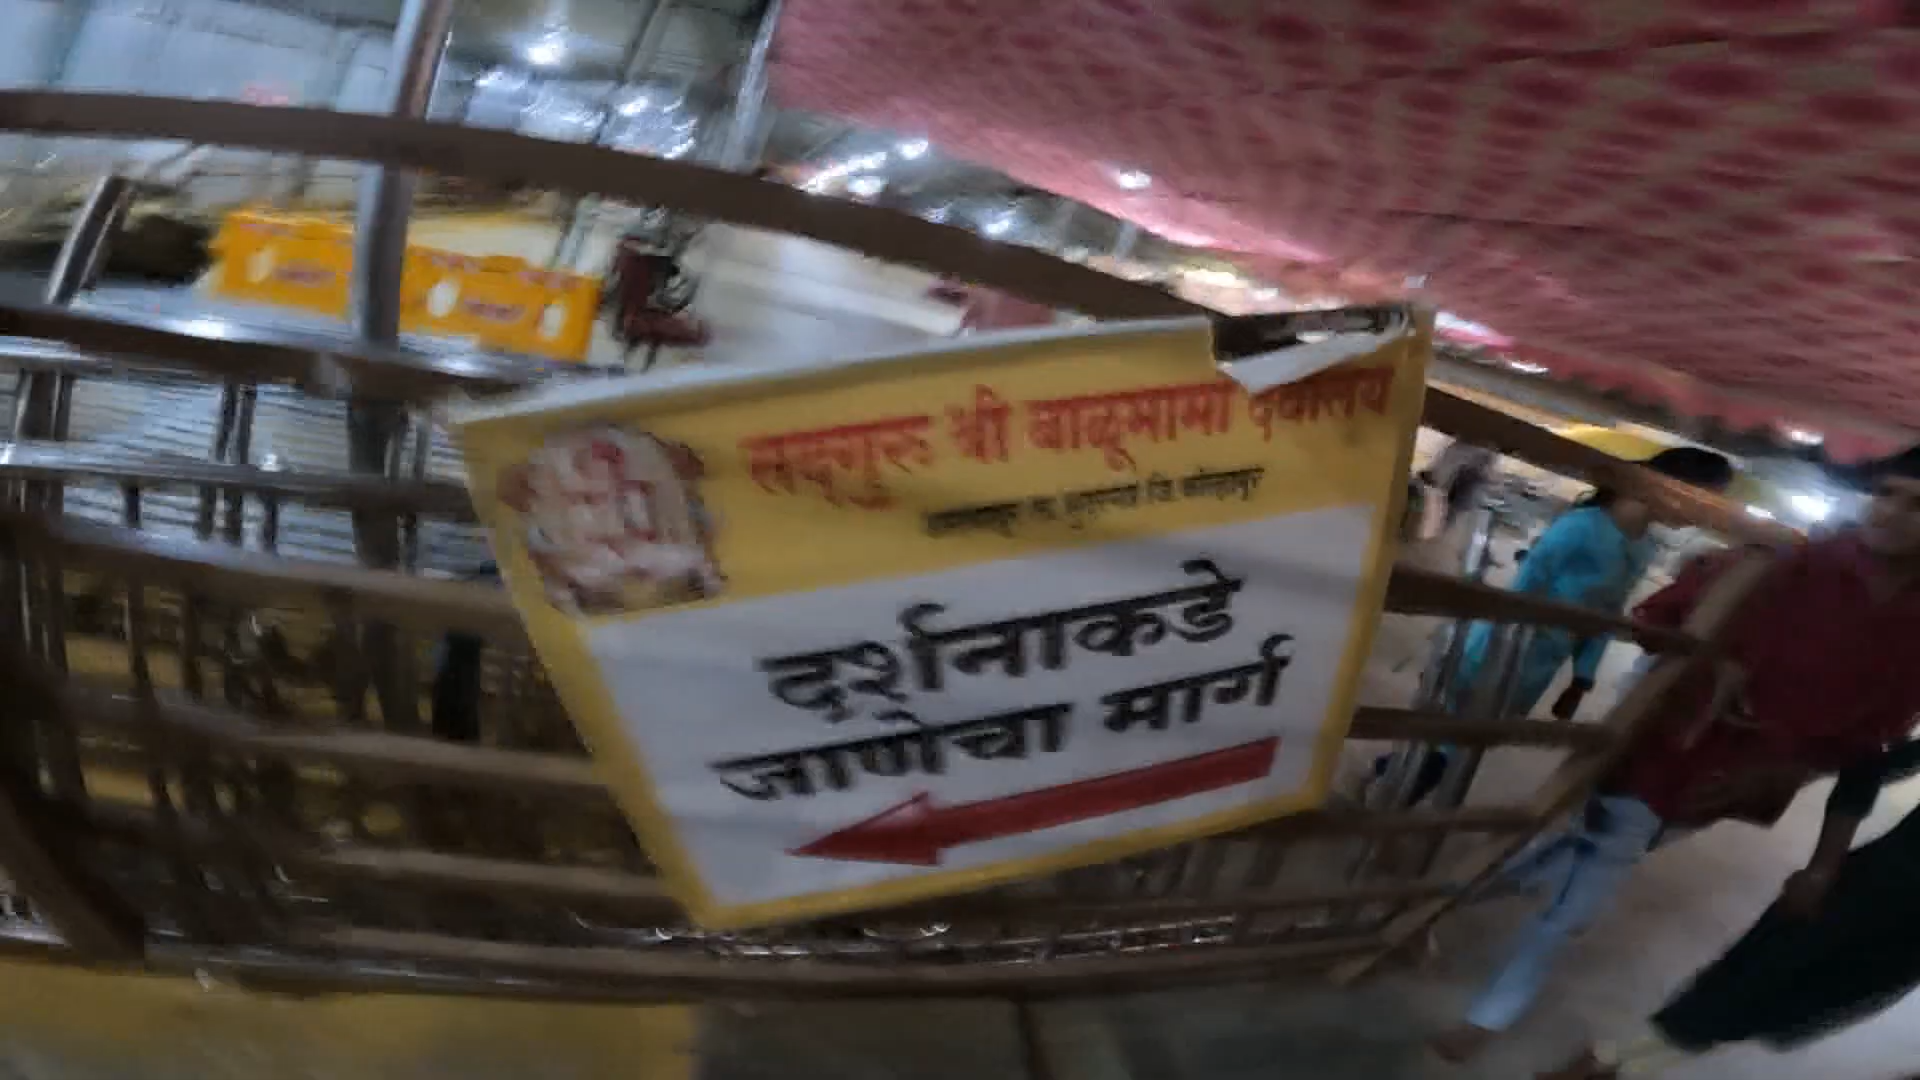 सद्गुरु श्री बाळूमामा देवालय
दर्शनाकडे
जाणेचा मार्ग